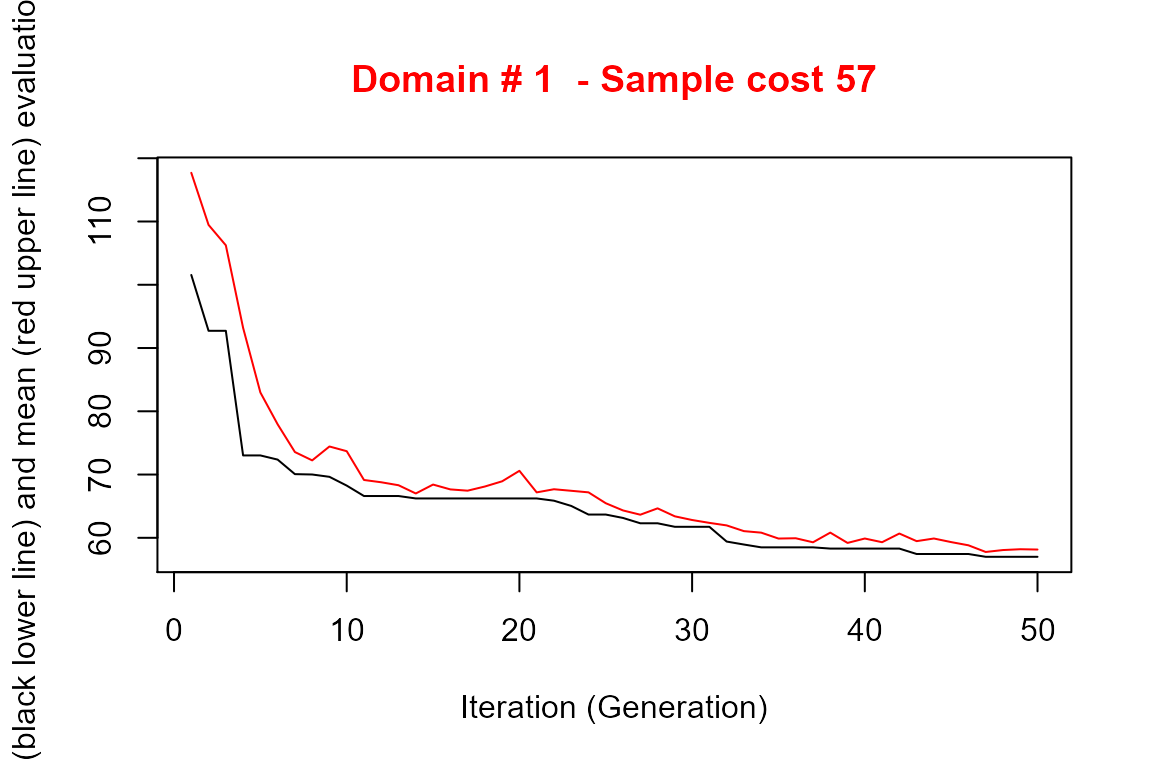 Domain # 1  - Sample cost 57
(black lower line) and mean (red upper line) evaluatio
110
90
80
70
60
0 10 20 30 40 50
Iteration (Generation)